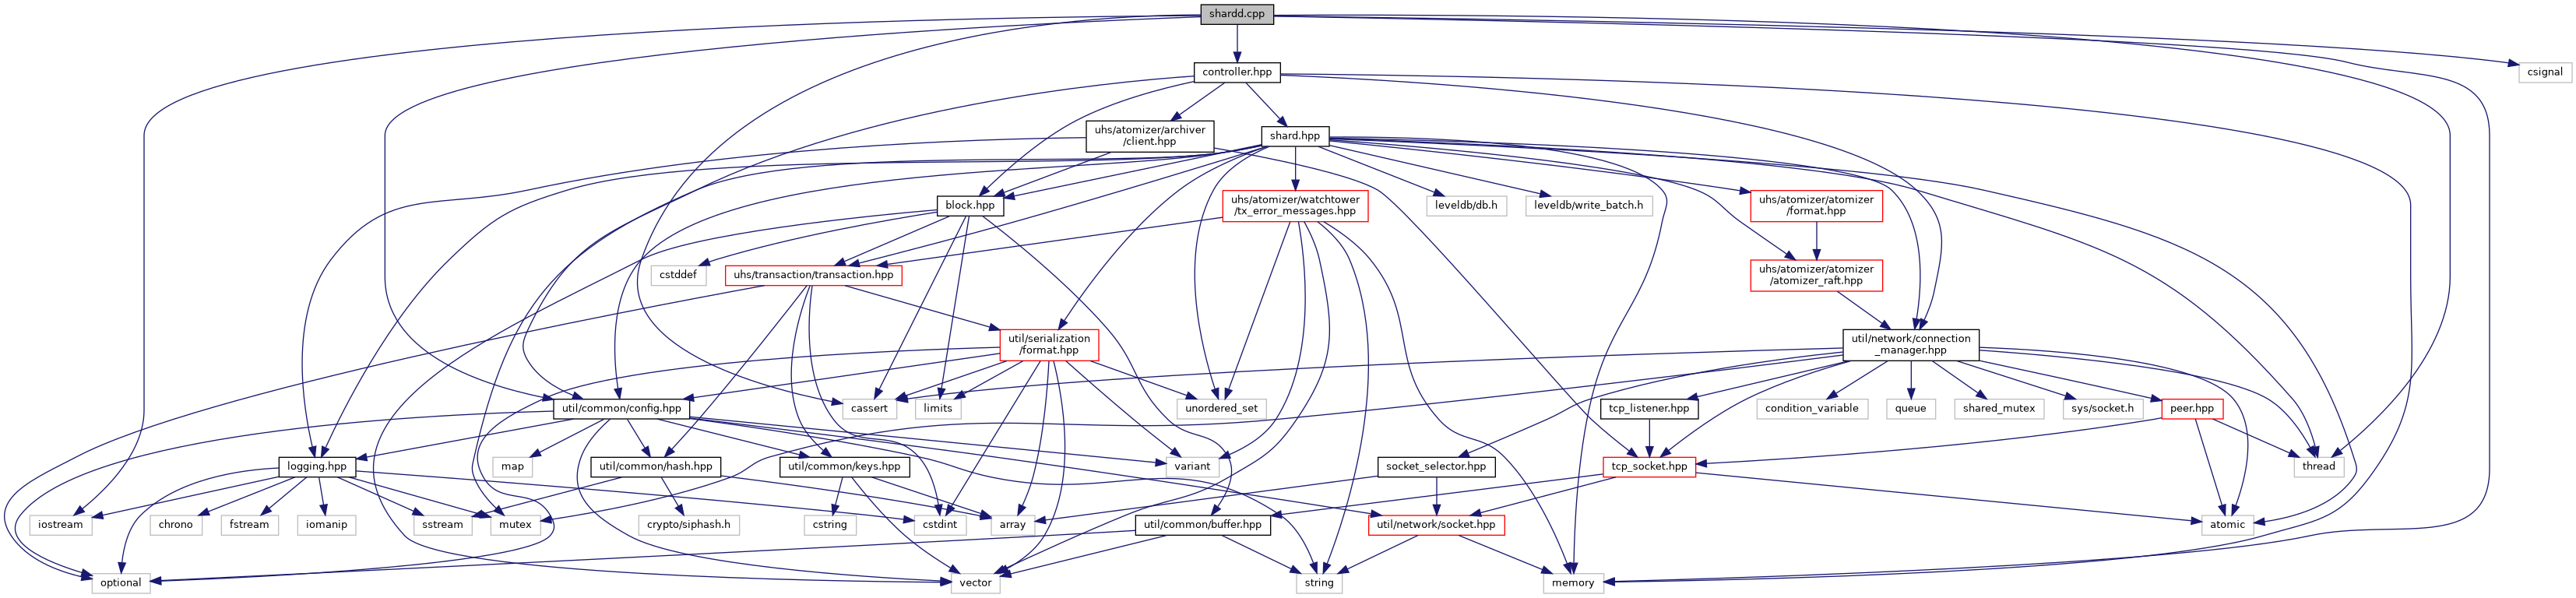 shardd.cpp
controller.hpp
csignal
uhs/atomizer/archiver
/client.hpp
shard.hpp
block.hpp
uhs/atomizer/watchtower
/tx_error_messages.hpp
leveldb/db.h
leveldb/write_batch.h
uhs/atomizer/atomizer
/format.hpp
cstddef
uhs/transaction/transaction.hpp
uhs/atomizer/atomizer
/atomizer_raft.hpp
util/serialization
/format.hpp
util/network/connection
_manager.hpp
util/common/config.hpp
cassert
limits
unordered_set
tcp_listener.hpp
condition_variable
queue
shared_mutex
sys/socket.h
peer.hpp
logging.hpp
map
util/common/hash.hpp
util/common/keys.hpp
variant
socket_selector.hpp
tcp_socket.hpp
thread
iostream
chrono
fstream
iomanip
sstream
mutex
crypto/siphash.h
cstring
cstdint
array
util/common/buffer.hpp
util/network/socket.hpp
atomic
optional
vector
string
memory